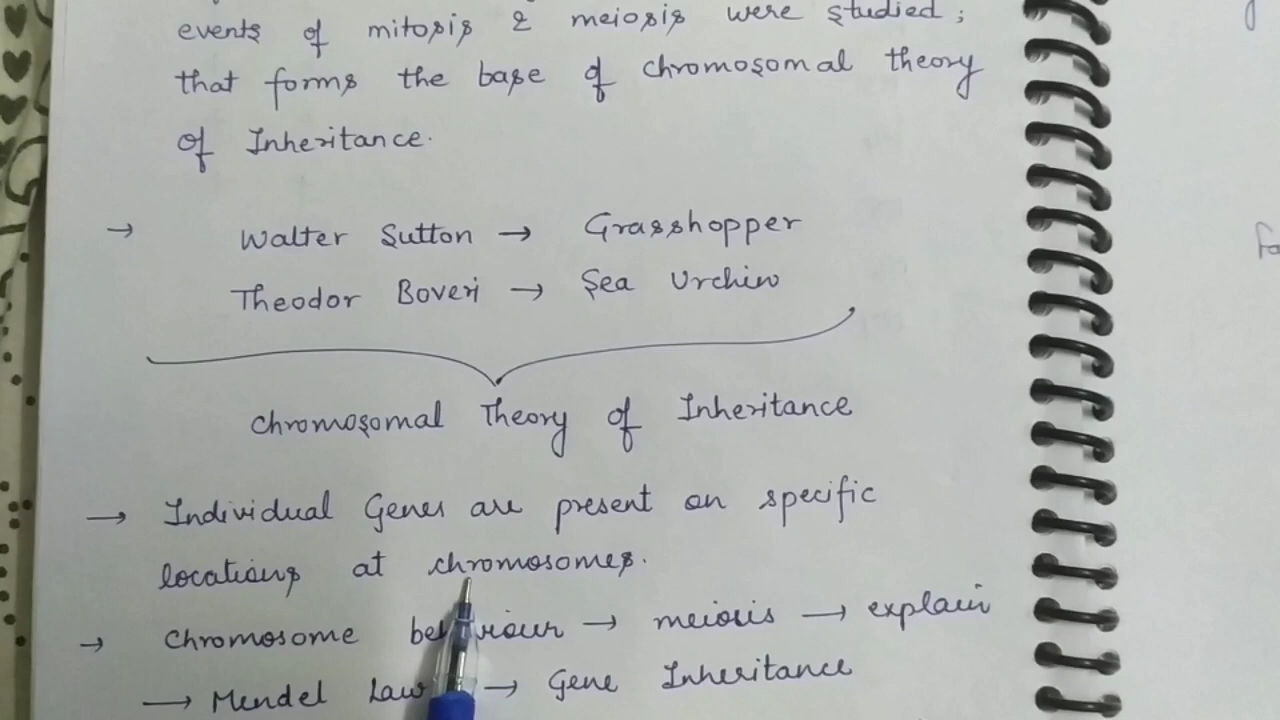 events of mitosis & meiosis were studied;
that forms the base of chromosomal theory
of Inheritance.
→ Walter Sutton → Grasshopper
Theodor Boveri → Sea Urchin
Chromosomal Theory of Inheritance
→ Individual Genes are present on specific
locations at chromosomes.
→ Chromosome behaviour → meiosis → explain
→ Mendel Law → Gene Inheritance